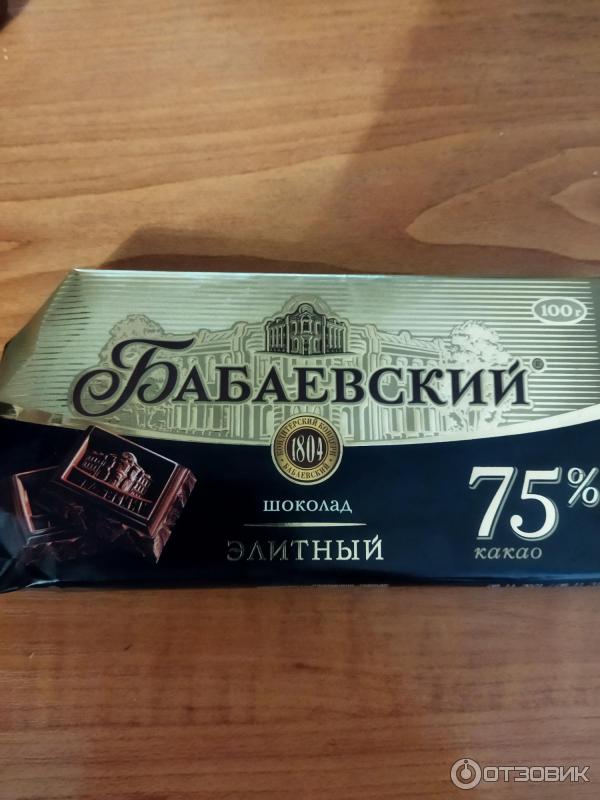 100 г
БАБАЕВСКИЙ®
КОНДИТЕРСКИЙ КОНЦЕРН
1804
БАБАЕВСКИЙ
шоколад
ЭЛИТНЫЙ
75%
какао
ОТЗОВИК